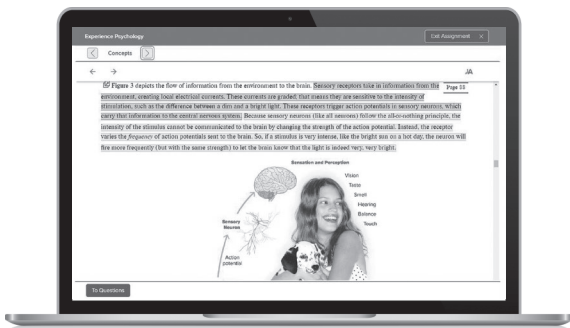 Experience Psychology
Exit Assignment ×
< Concepts >
← → JA
Figure 3 depicts the flow of information from the environment to the brain. Sensory receptors take in information from the
Page 88
environment, creating local electrical currents. These currents are graded; that means they are sensitive to the intensity of
stimulation, such as the difference between a dim and a bright light. These receptors trigger action potentials in sensory neurons, which
carry that information to the central nervous system. Because sensory neurons (like all neurons) follow the all-or-nothing principle, the
intensity of the stimulus cannot be communicated to the brain by changing the strength of the action potential. Instead, the receptor
varies the frequency of action potentials sent to the brain. So, if a stimulus is very intense, like the bright sun on a hot day, the neuron will
fire more frequently (but with the same strength) to let the brain know that the light is indeed very, very bright.
Sensation and Perception
Vision
Taste
Smell
Hearing
Balance
Touch
Sensory
Neuron
Action
potential
To Questions